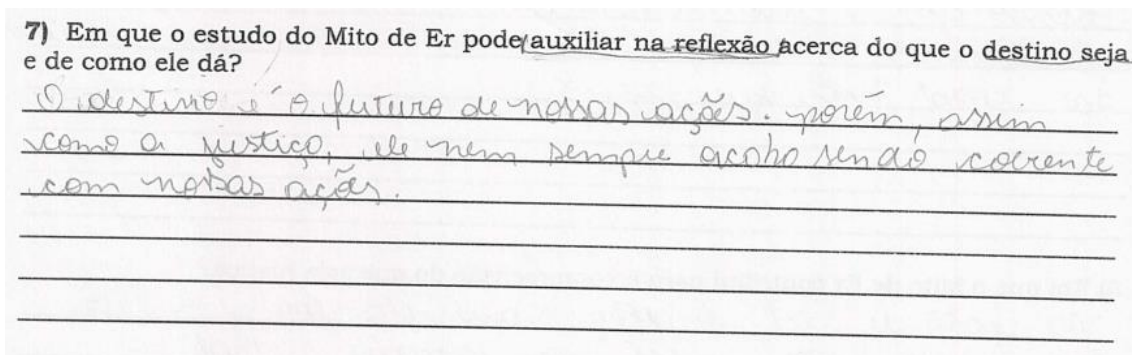 7) Em que o estudo do Mito de Er pode auxiliar na reflexão acerca do que o destino seja
e de como ele dá?
O destino é o futuro de nossas ações. porém, assim
como a justiça, ele nem sempre acaba sendo coerente
com nossas ações.